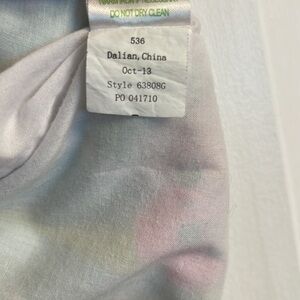 DO NOT DRY CLEAN
536
Dalian, China
Oct-13
Style 63808G
PO 041710